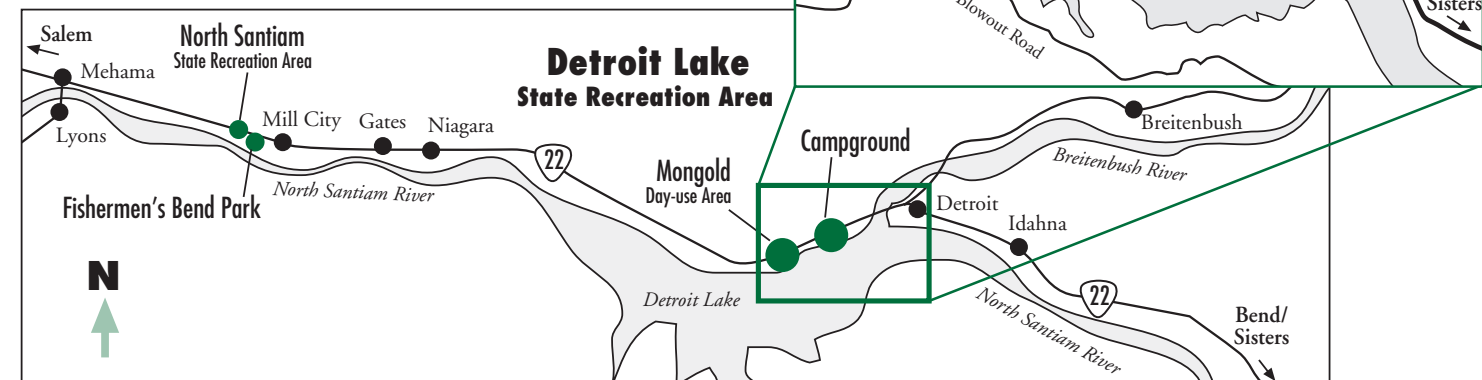 Sisters
Blowout Road
Salem
North Santiam
State Recreation Area
Detroit Lake
State Recreation Area
Mehama
Lyons
Mill City
Gates
Niagara
22
Campground
Breitenbush
Breitenbush River
Mongold
Day-use Area
North Santiam River
Fishermen’s Bend Park
Detroit
Idahna
N
Detroit Lake
22
North Santiam River
Bend/
Sisters